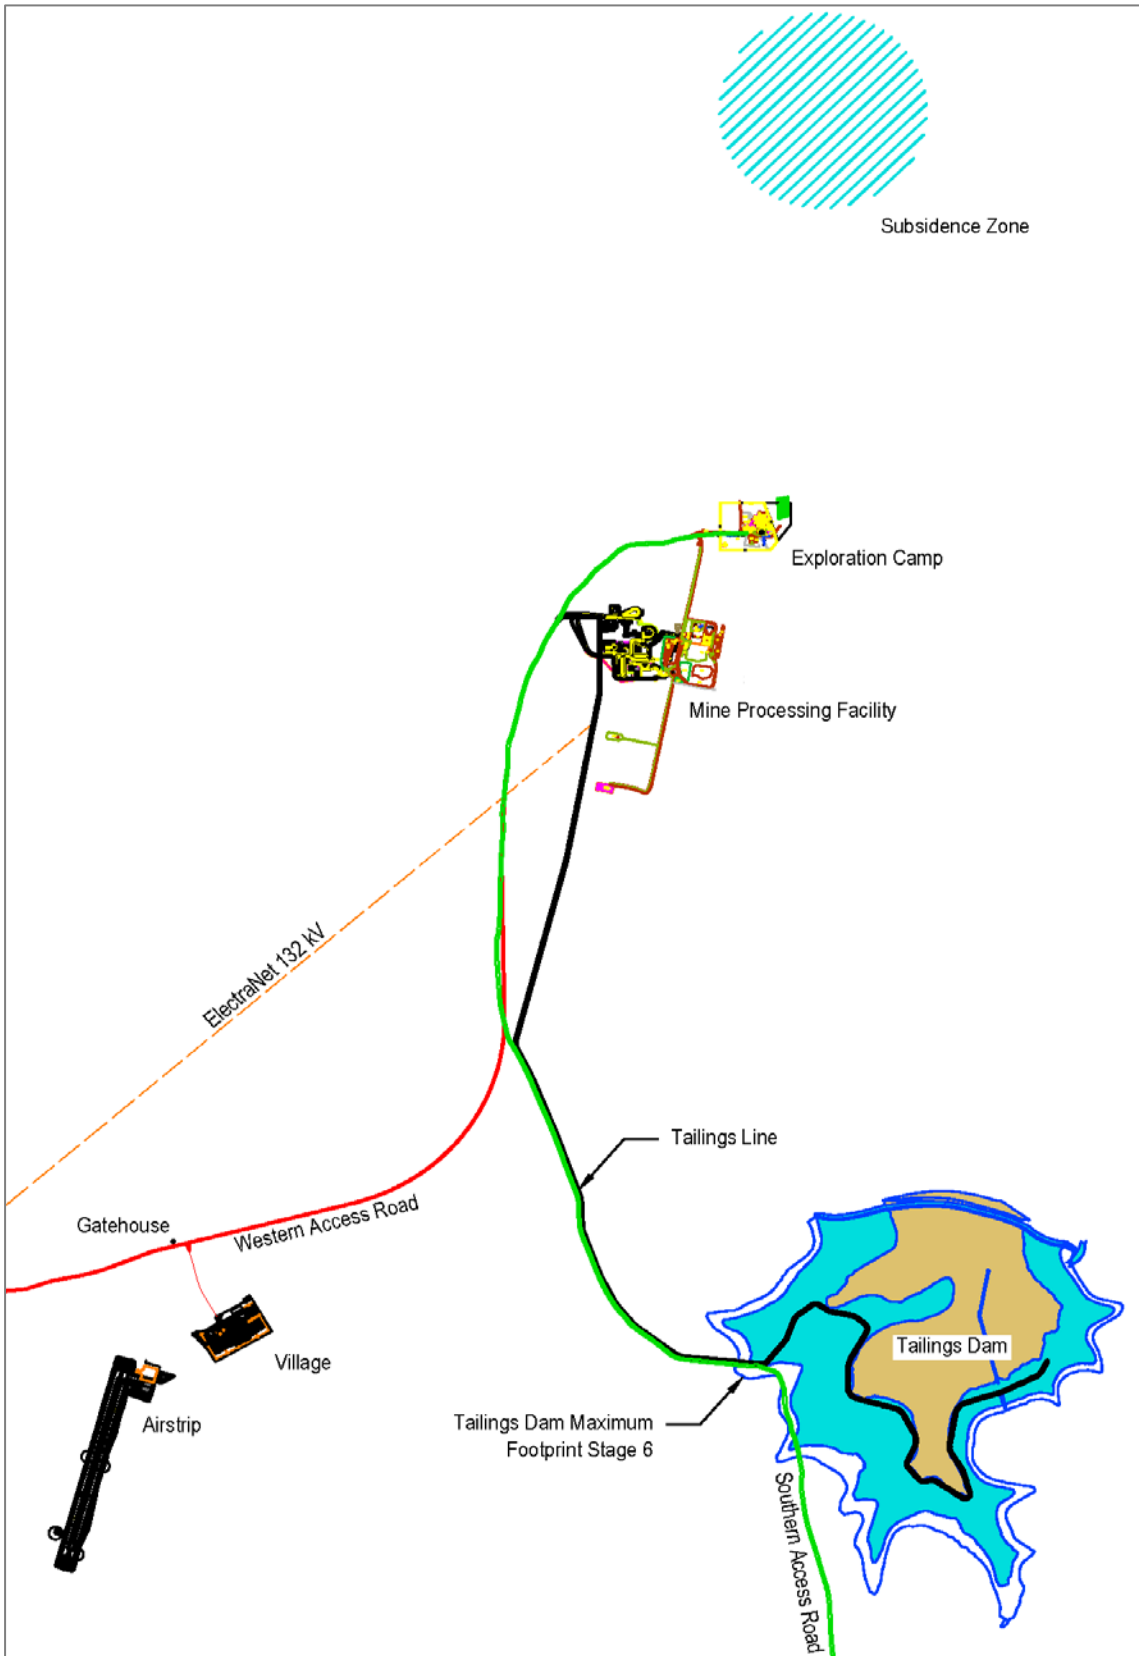 Subsidence Zone
Exploration Camp
Mine Processing Facility
ElectraNet 132 kV
Tailings Line
Gatehouse
Western Access Road
Village
Tailings Dam
Airstrip
Tailings Dam Maximum
Footprint Stage 6
Southern Access Road